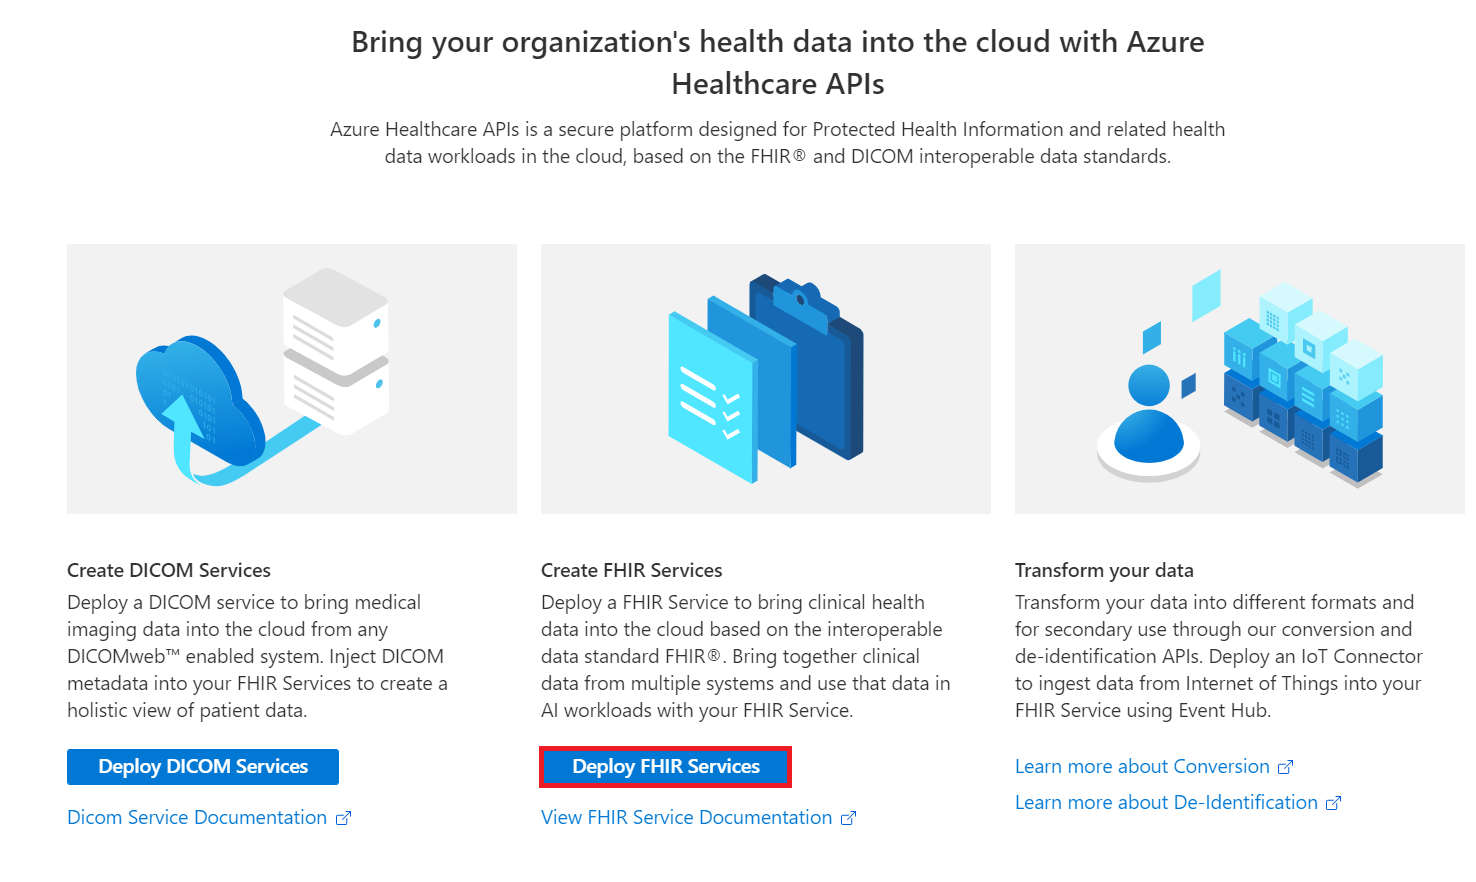 Bring your organization's health data into the cloud with Azure
Healthcare APIs
Azure Healthcare APIs is a secure platform designed for Protected Health Information and related health
data workloads in the cloud, based on the FHIR® and DICOM interoperable data standards.
Create DICOM Services
Deploy a DICOM service to bring medical
imaging data into the cloud from any
DICOMweb™ enabled system. Inject DICOM
metadata into your FHIR Services to create a
holistic view of patient data.
Deploy DICOM Services
Dicom Service Documentation
Create FHIR Services
Deploy a FHIR Service to bring clinical health
data into the cloud based on the interoperable
data standard FHIR®. Bring together clinical
data from multiple systems and use that data in
AI workloads with your FHIR Service.
Deploy FHIR Services
View FHIR Service Documentation
Transform your data
Transform your data into different formats and
for secondary use through our conversion and
de-identification APIs. Deploy an IoT Connector
to ingest data from Internet of Things into your
FHIR Service using Event Hub.
Learn more about Conversion
Learn more about De-Identification